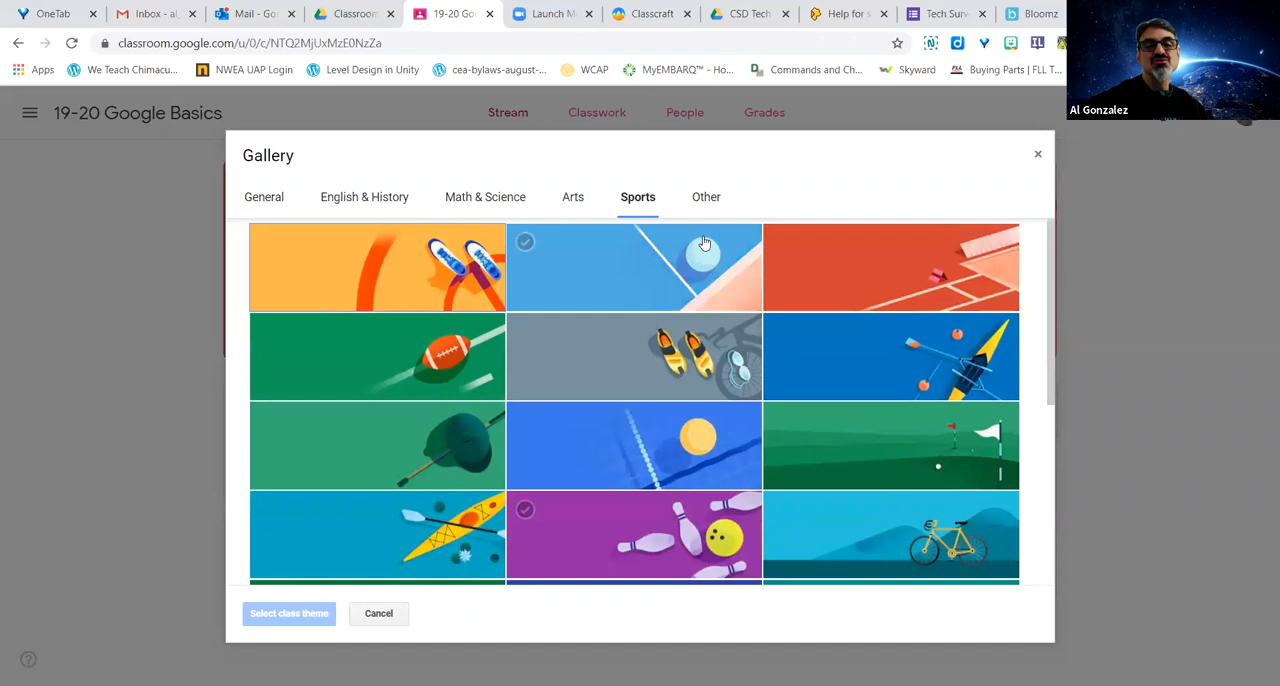 OneTab
Inbox - al
Mail - Go
Classroom
19-20 Goo
Launch M
Classcraft
CSD Tech
Help for s
Tech Surv
Bloomz
classroom.google.com/u/0/c/NTQ2MjUxMzE0NzZa
Apps
We Teach Chimacu...
NWEA UAP Login
Level Design in Unity
cea-bylaws-august-...
WCAP
MyEMBARQ™ - Ho...
Commands and Ch...
Skyward
Buying Parts | FLL T...
Al Gonzalez
19-20 Google Basics
Stream
Classwork
People
Grades
Gallery
General
English & History
Math & Science
Arts
Sports
Other
Select class theme
Cancel